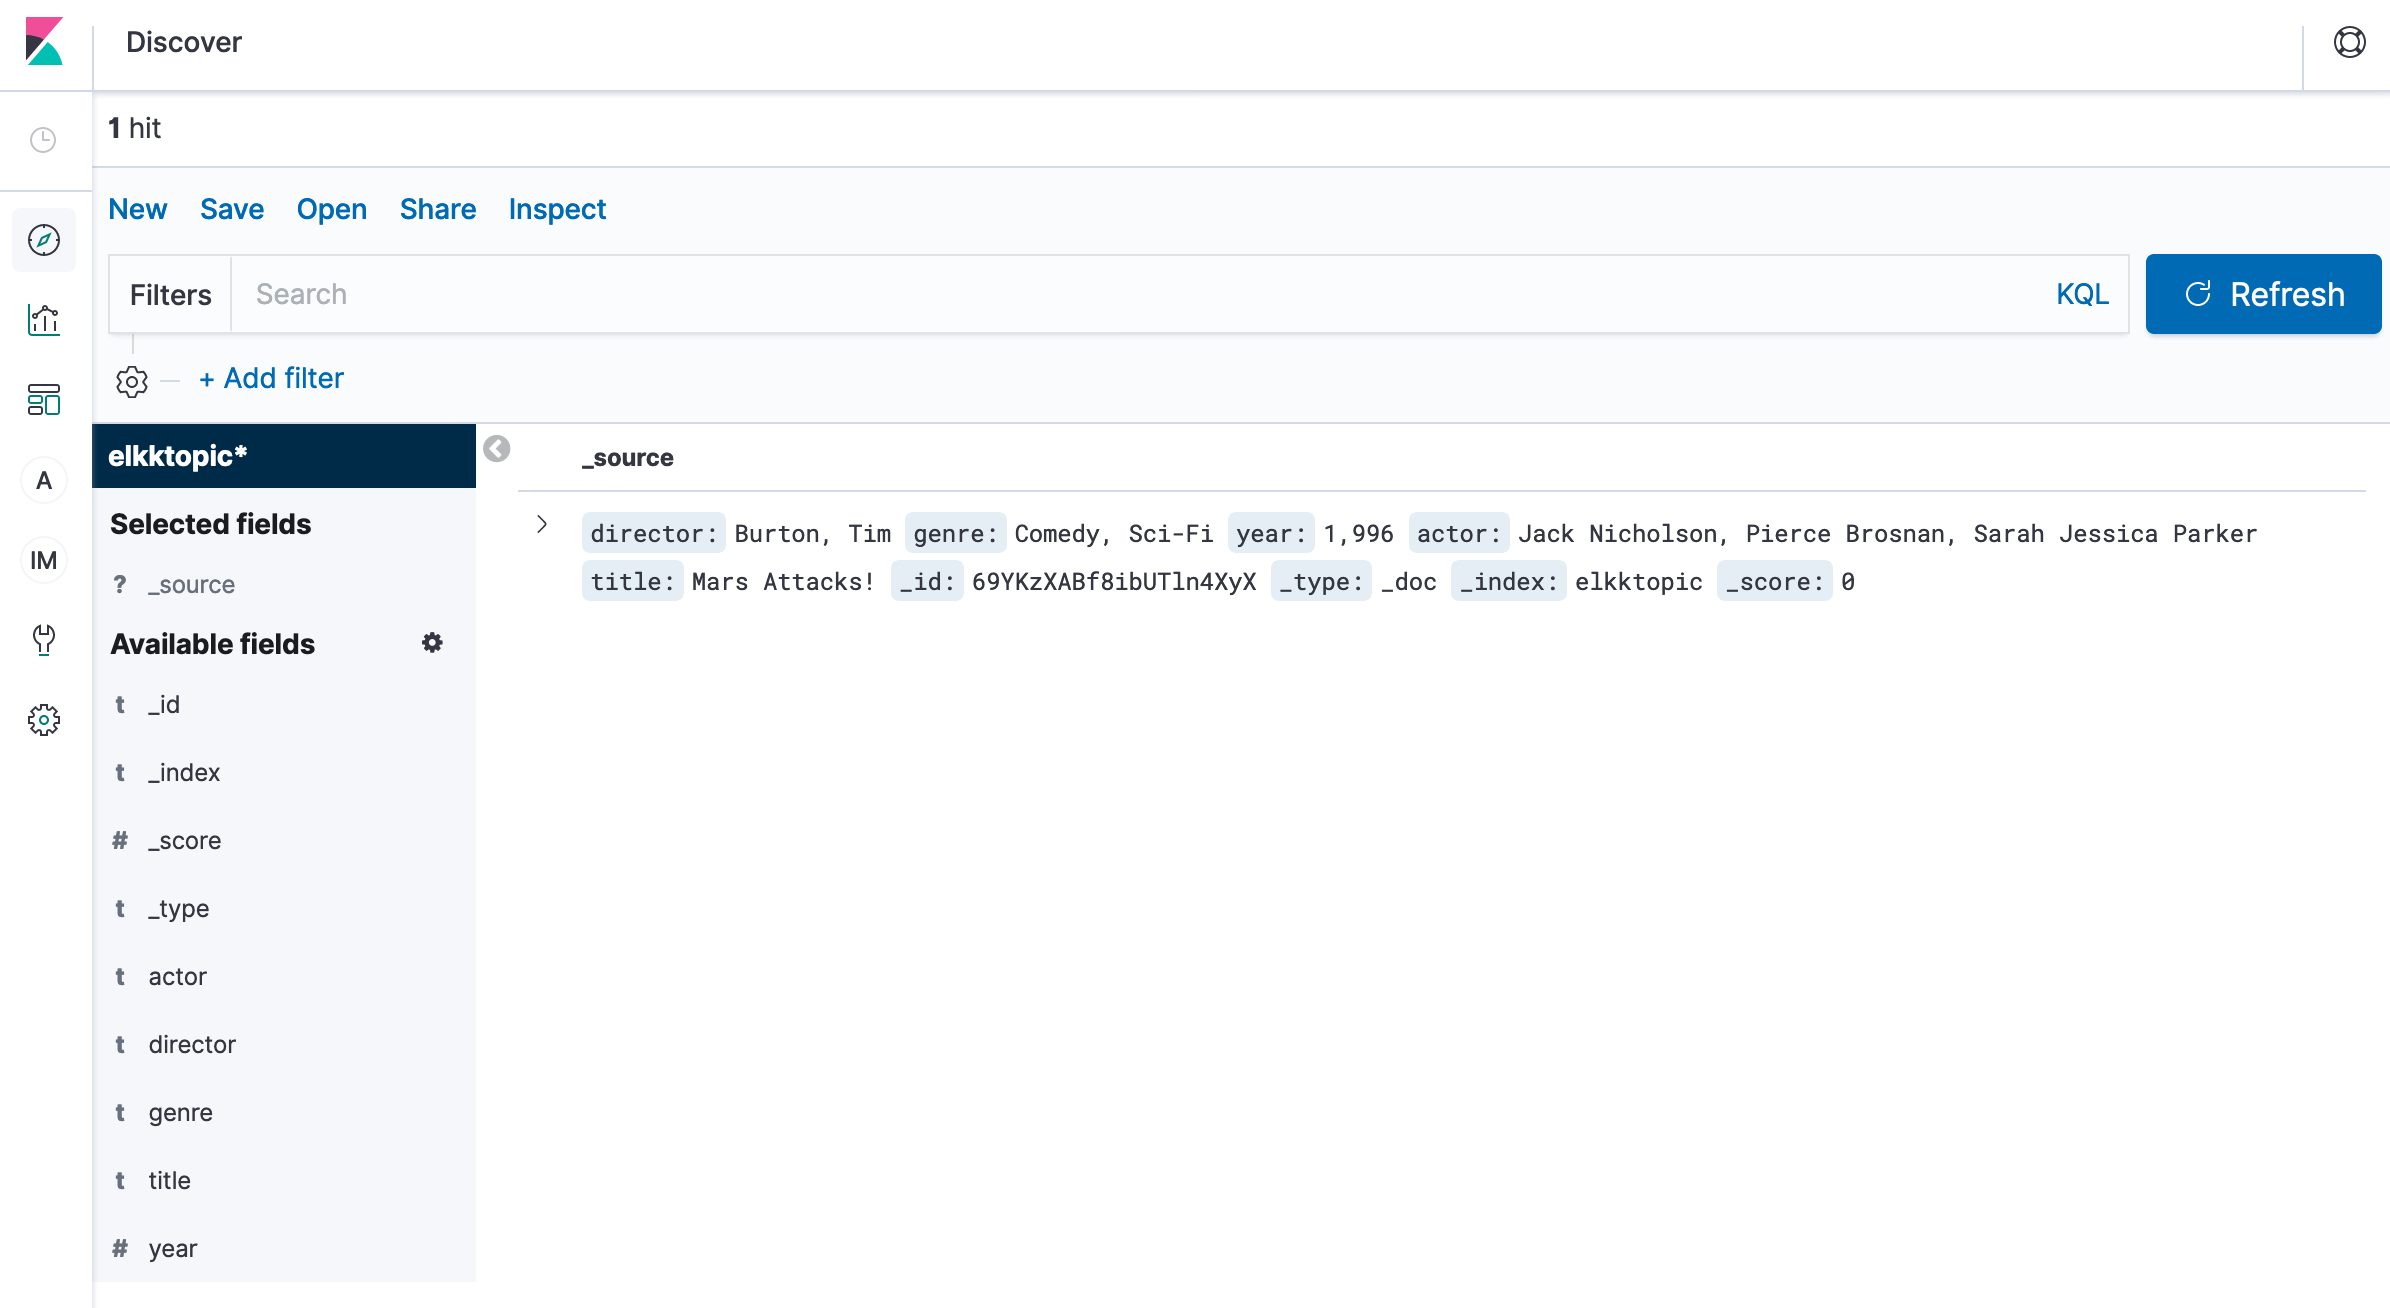 Discover
1 hit
New Save Open Share Inspect
Filters Search KQL Refresh
+ Add filter
elkktopic*
Selected fields
? _source
Available fields
t _id
t _index
# _score
t _type
t actor
t director
t genre
t title
# year
A
IM
_source
director: Burton, Tim genre: Comedy, Sci-Fi year: 1,996 actor: Jack Nicholson, Pierce Brosnan, Sarah Jessica Parker
title: Mars Attacks! _id: 69YKzXABf8ibUTln4XyX _type: _doc _index: elkktopic _score: 0